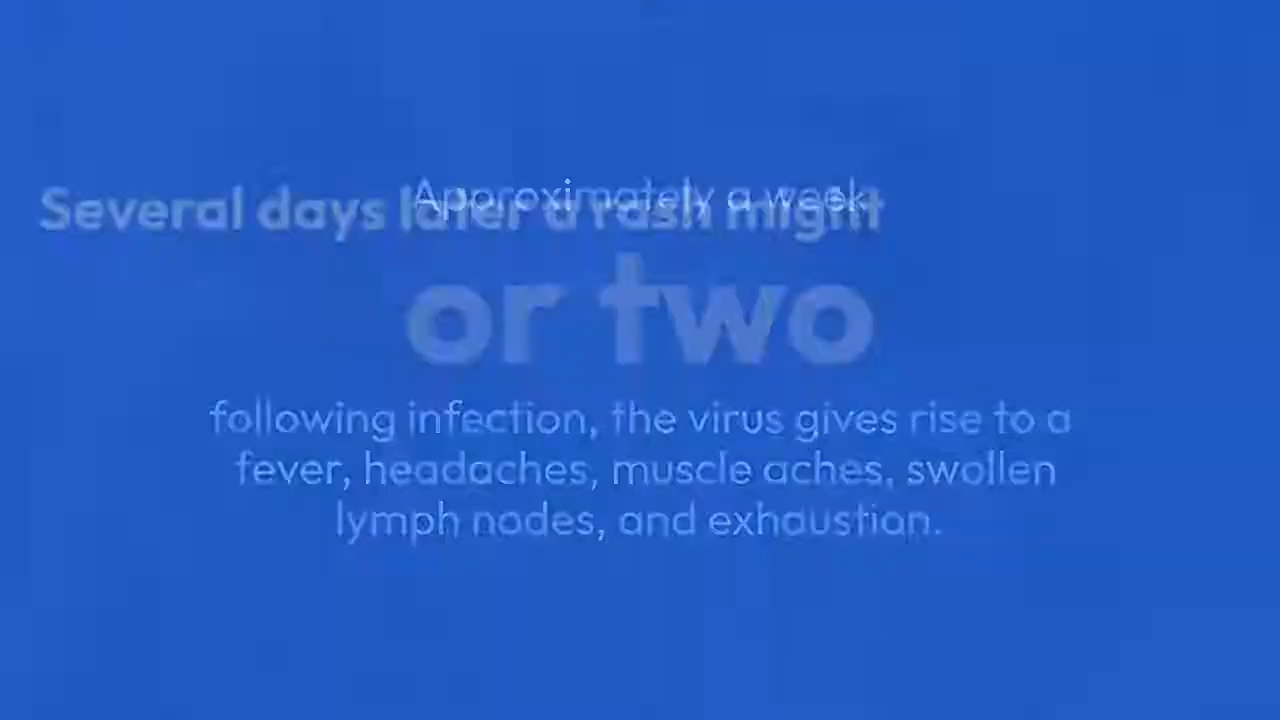 Approximately a week
Several days later a rash might
or two
following infection, the virus gives rise to a
fever, headaches, muscle aches, swollen
lymph nodes, and exhaustion.